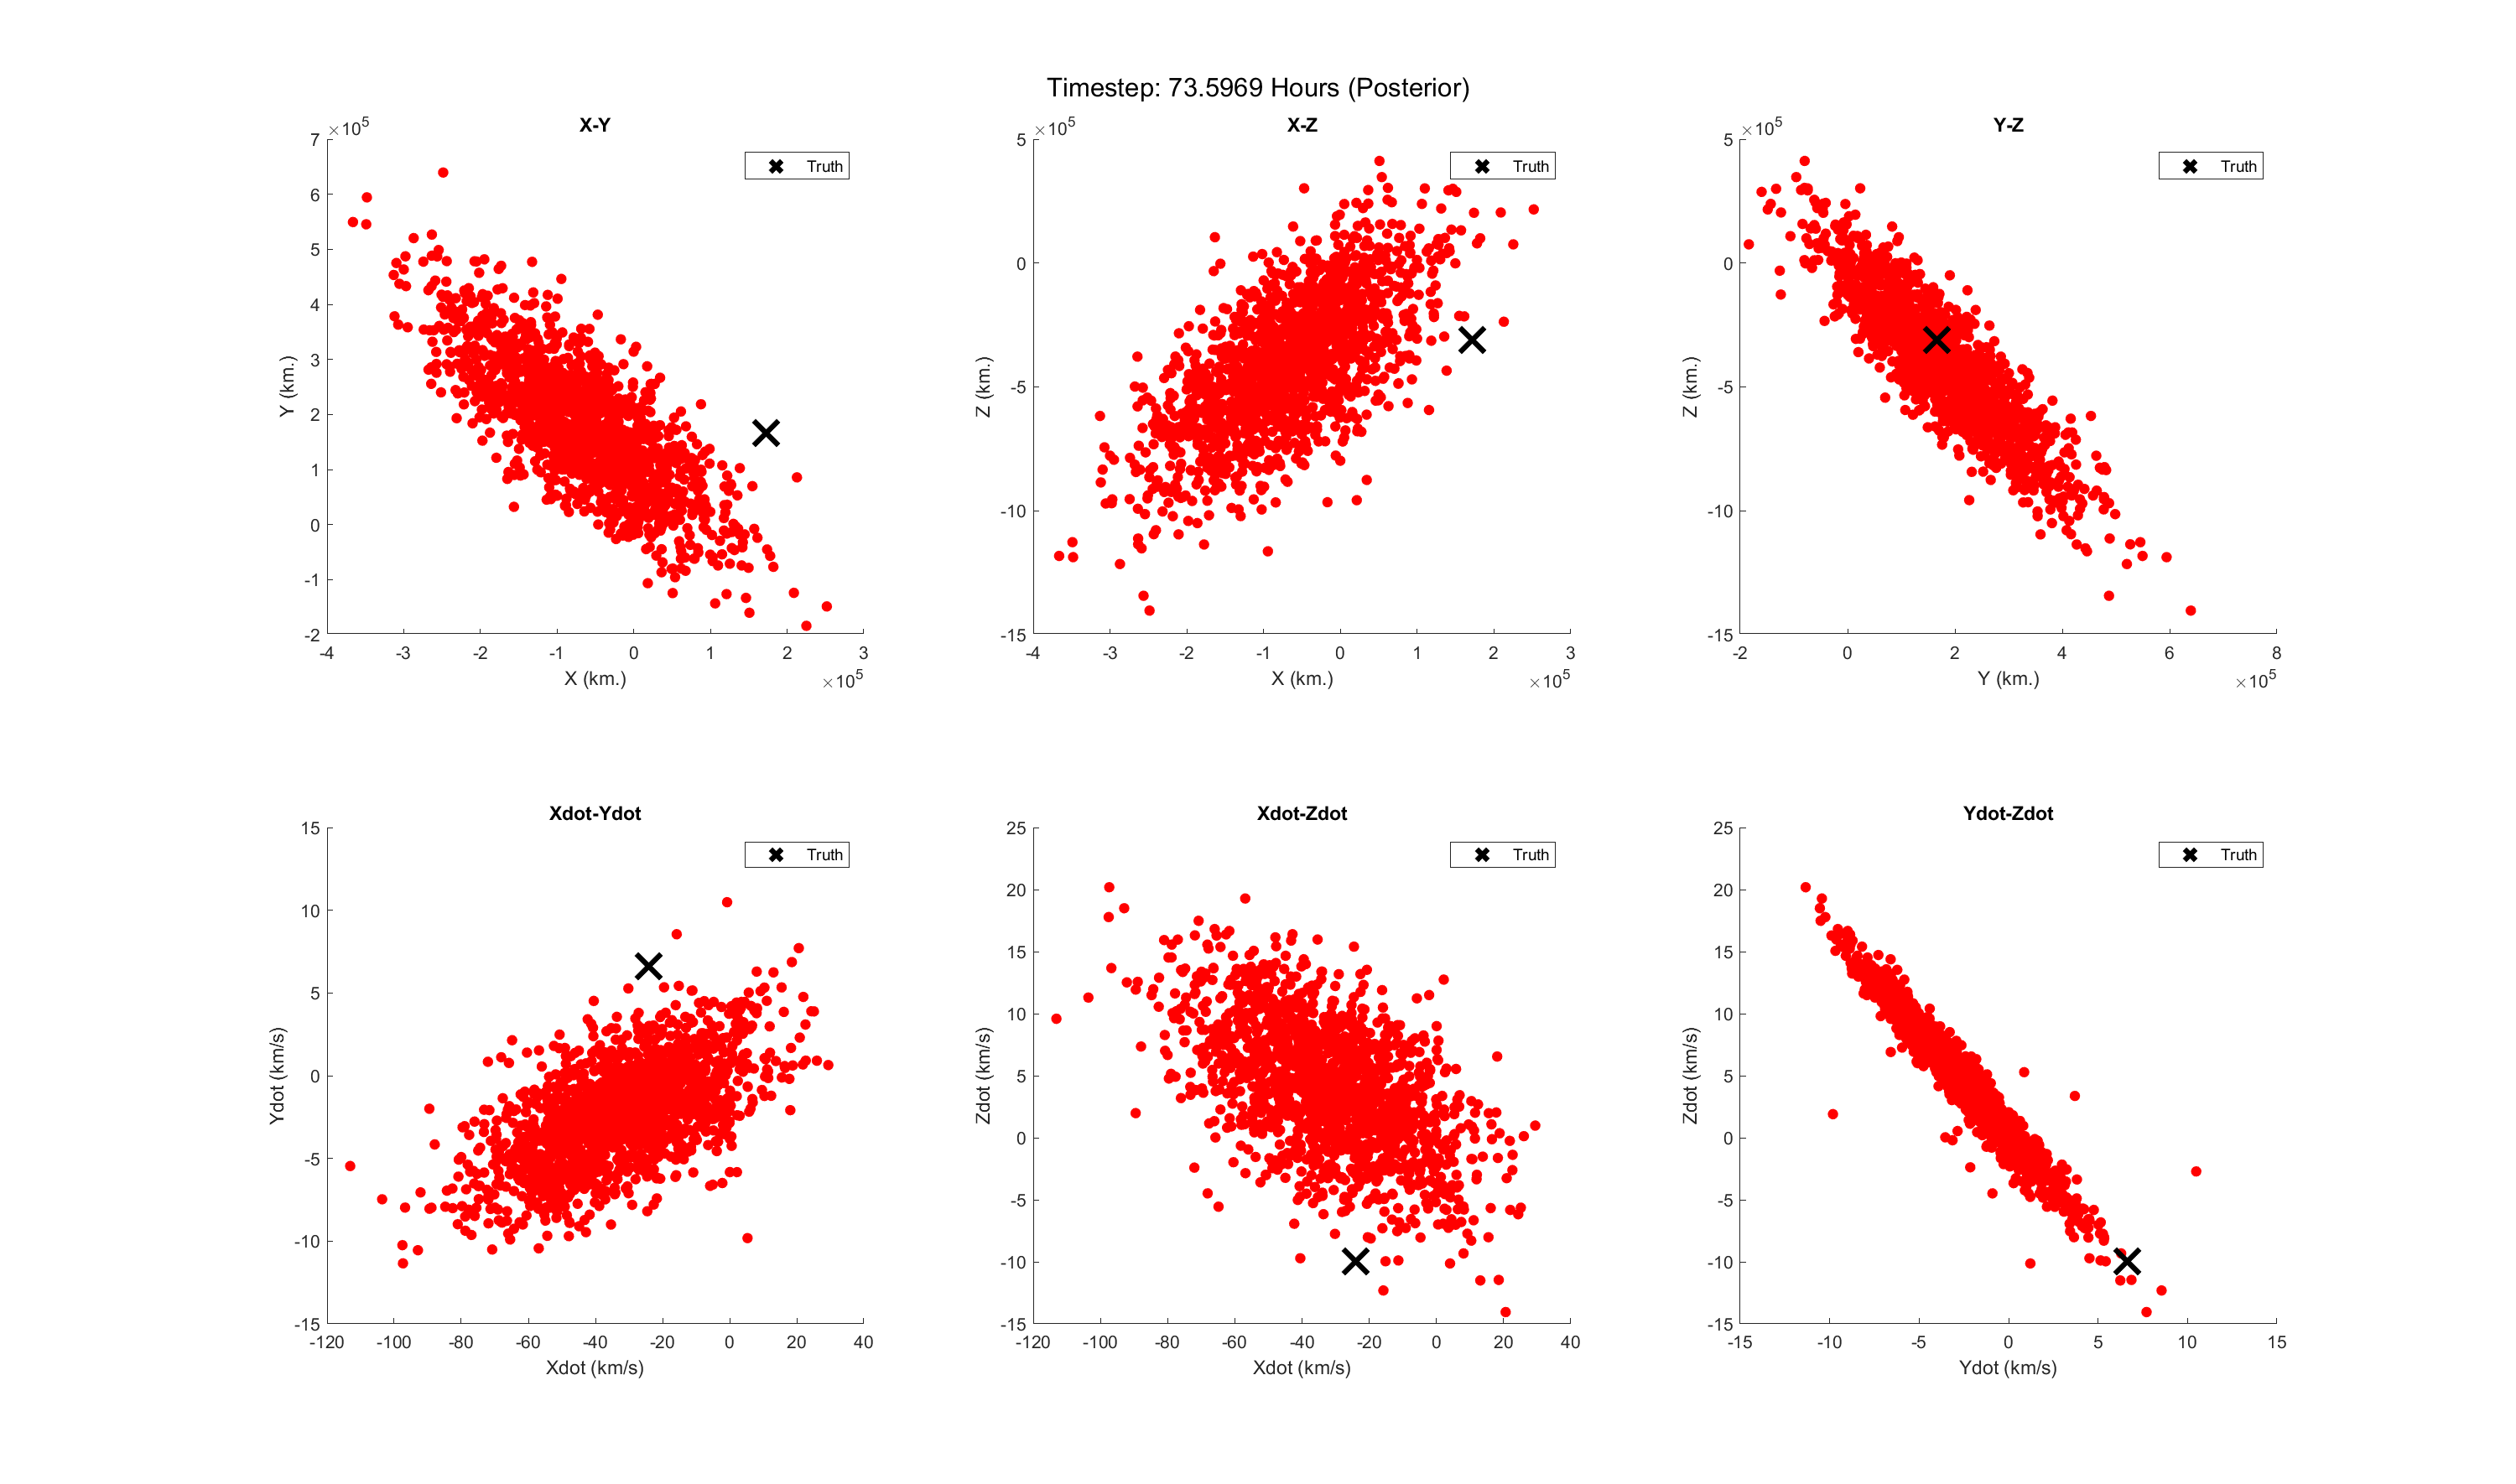 Timestep: 73.5969 Hours (Posterior)
X-Y
×10^5
Truth
7
6
5
4
3
2
1
0
-1
-2
Y (km.)
-4 -3 -2 -1 0 1 2 3
X (km.)
×10^5
X-Z
×10^5
Truth
5
0
-5
-10
-15
Z (km.)
-4 -3 -2 -1 0 1 2 3
X (km.)
×10^5
Y-Z
×10^5
Truth
5
0
-5
-10
-15
Z (km.)
-2 0 2 4 6 8
Y (km.)
×10^5
Xdot-Ydot
Truth
15
10
5
0
-5
-10
-15
Ydot (km/s)
-120 -100 -80 -60 -40 -20 0 20 40
Xdot (km/s)
Xdot-Zdot
Truth
25
20
15
10
5
0
-5
-10
-15
Zdot (km/s)
-120 -100 -80 -60 -40 -20 0 20 40
Xdot (km/s)
Ydot-Zdot
Truth
25
20
15
10
5
0
-5
-10
-15
Zdot (km/s)
-15 -10 -5 0 5 10 15
Ydot (km/s)